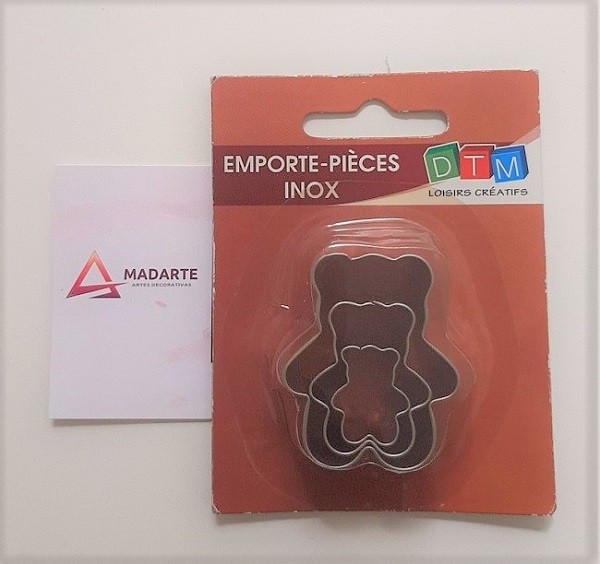 EMPORTE-PIÈCES
INOX
DTM
LOISIRS CRÉATIFS
MADARTE
ARTES DECORATIVAS